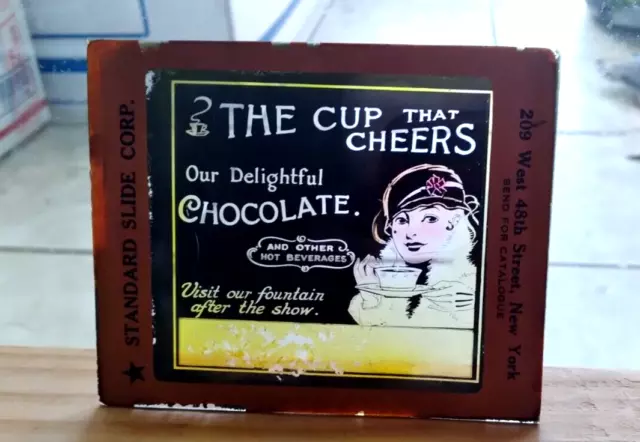 ★ STANDARD SLIDE CORP.
THE CUP THAT
CHEERS
Our Delightful
CHOCOLATE.
AND OTHER
HOT BEVERAGES
Visit our fountain
after the show.
209 West 48th Street, New York
SEND FOR CATALOGUE